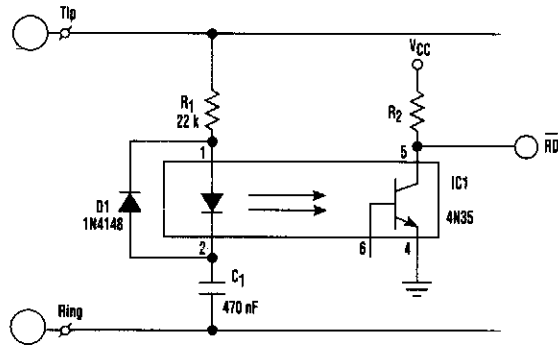 Tip
VCC
R1
22 k
R2
RD
1
5
IC1
D1
1N4148
4N35
2
6
4
C1
470 nF
Ring